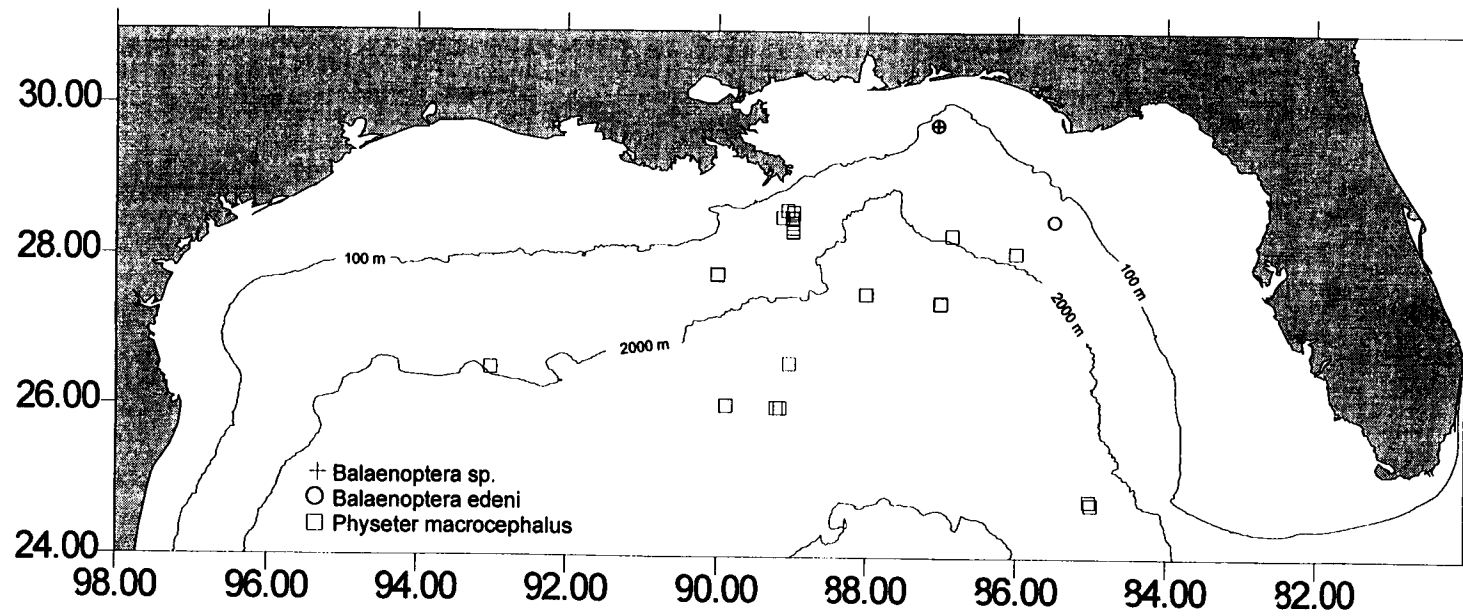 30.00
28.00
26.00
24.00
100 m
2000 m
100 m
2000 m
+ Balaenoptera sp.
○ Balaenoptera edeni
□ Physeter macrocephalus
98.00 96.00 94.00 92.00 90.00 88.00 86.00 84.00 82.00